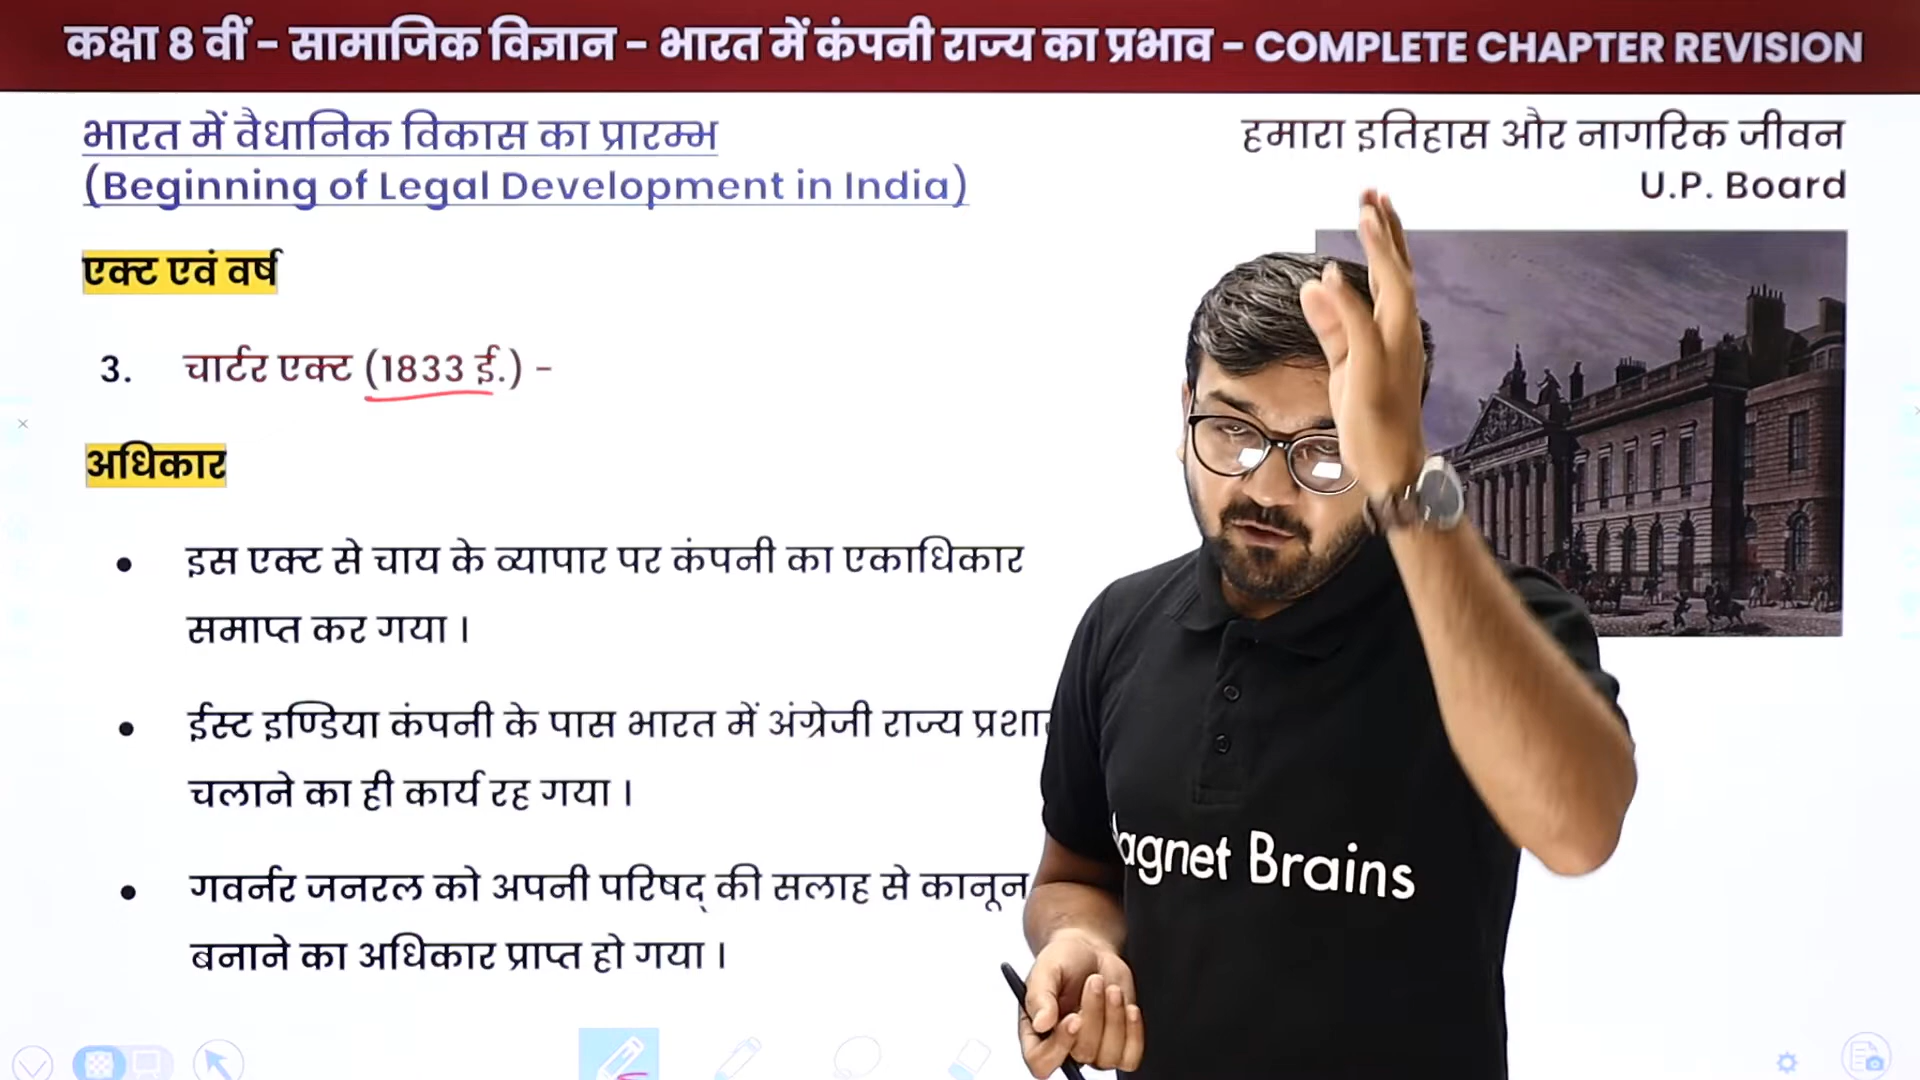 कक्षा 8 वीं - सामाजिक विज्ञान - भारत में कंपनी राज्य का प्रभाव - COMPLETE CHAPTER REVISION
भारत में वैधानिक विकास का प्रारम्भ
(Beginning of Legal Development in India)
हमारा इतिहास और नागरिक जीवन
U.P. Board
एक्ट एवं वर्ष
3. चार्टर एक्ट (1833 ई.) -
अधिकार
• इस एक्ट से चाय के व्यापार पर कंपनी का एकाधिकार
समाप्त कर गया ।
• ईस्ट इण्डिया कंपनी के पास भारत में अंग्रेजी राज्य
चलाने का ही कार्य रह गया ।
• गवर्नर जनरल को अपनी परिषद् की सलाह से कानून
बनाने का अधिकार प्राप्त हो गया ।
agnet Brains